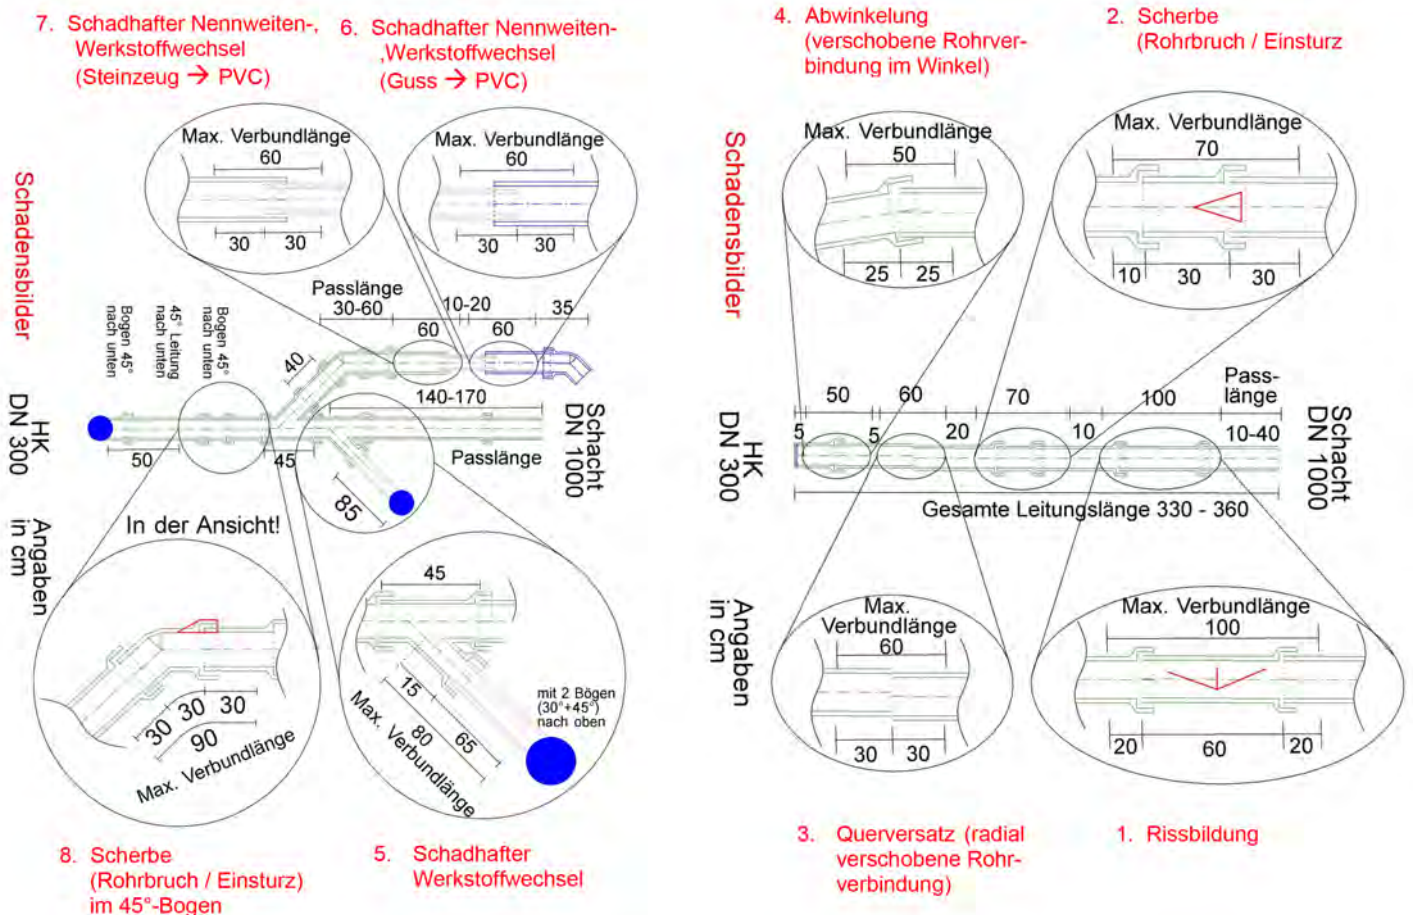 7. Schadhafter Nennweiten-,
Werkstoffwechsel
(Steinzeug → PVC)
6. Schadhafter Nennweiten-
,Werkstoffwechsel
(Guss → PVC)
Max. Verbundlänge
60
30 30
Max. Verbundlänge
60
30 30
Schadensbilder
Passlänge
30-60
10-20
35
60
60
Bogen 45°
nach unten
45° Leitung
nach unten
Bogen 45°
nach unten
40
140-170
HK
DN 300
Schacht
DN 1000
50
45
Passlänge
85
Angaben
in cm
In der Ansicht!
30 30 30
90
Max. Verbundlänge
45
15
65
80
Max. Verbundlänge
mit 2 Bögen
(30°+45°)
nach oben
8. Scherbe
(Rohrbruch / Einsturz)
im 45°-Bogen
5. Schadhafter
Werkstoffwechsel
4. Abwinkelung
(verschobene Rohrver-
bindung im Winkel)
2. Scherbe
(Rohrbruch / Einsturz
Schadensbilder
Max. Verbundlänge
50
25 25
Max. Verbundlänge
70
10 30 30
50 60 70 100
Pass-
länge
5 5 20 10 10-40
HK
DN 300
Schacht
DN 1000
Gesamte Leitungslänge 330 - 360
Angaben
in cm
Max.
Verbundlänge
60
30 30
Max. Verbundlänge
100
20 60 20
3. Querversatz (radial
verschobene Rohr-
verbindung)
1. Rissbildung